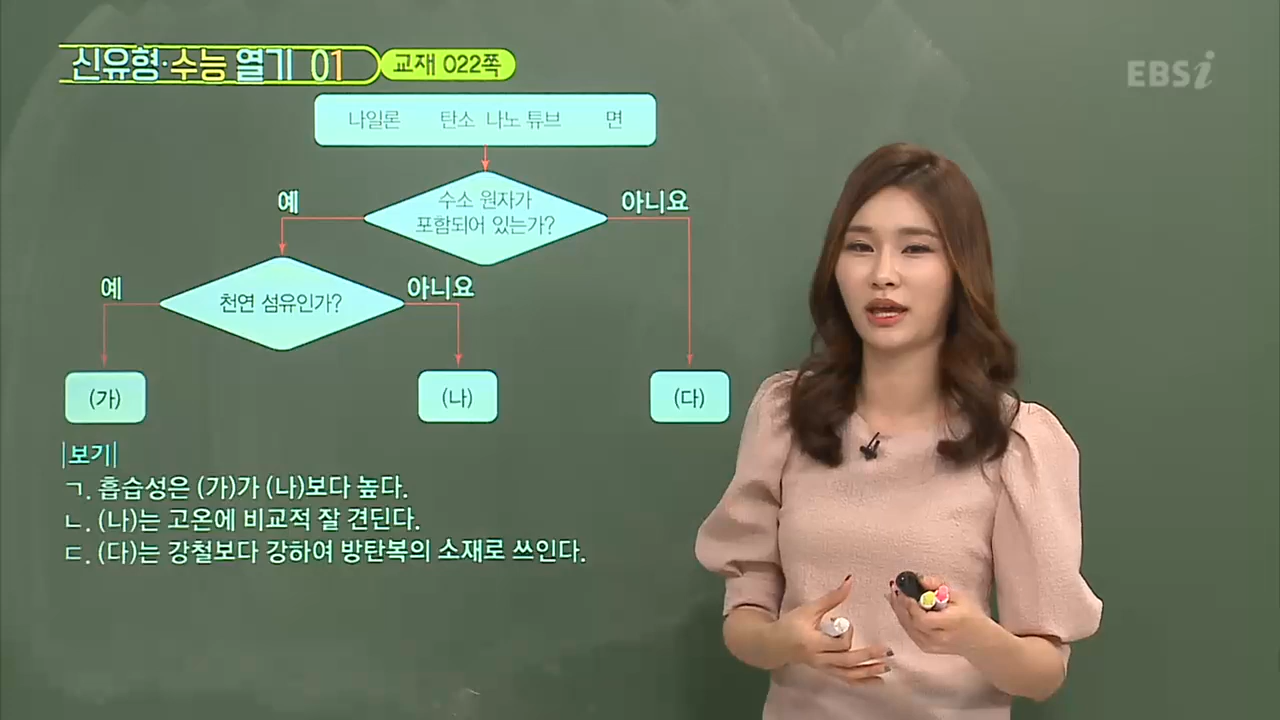 신유형·수능 열기 01 교재 022쪽
EBSi
나일론 탄소 나노 튜브 면
예
수소 원자가
포함되어 있는가?
아니요
예
천연 섬유인가?
아니요
(가)
(나)
(다)
|보기|
ㄱ. 흡습성은 (가)가 (나)보다 높다.
ㄴ. (나)는 고온에 비교적 잘 견딘다.
ㄷ. (다)는 강철보다 강하여 방탄복의 소재로 쓰인다.